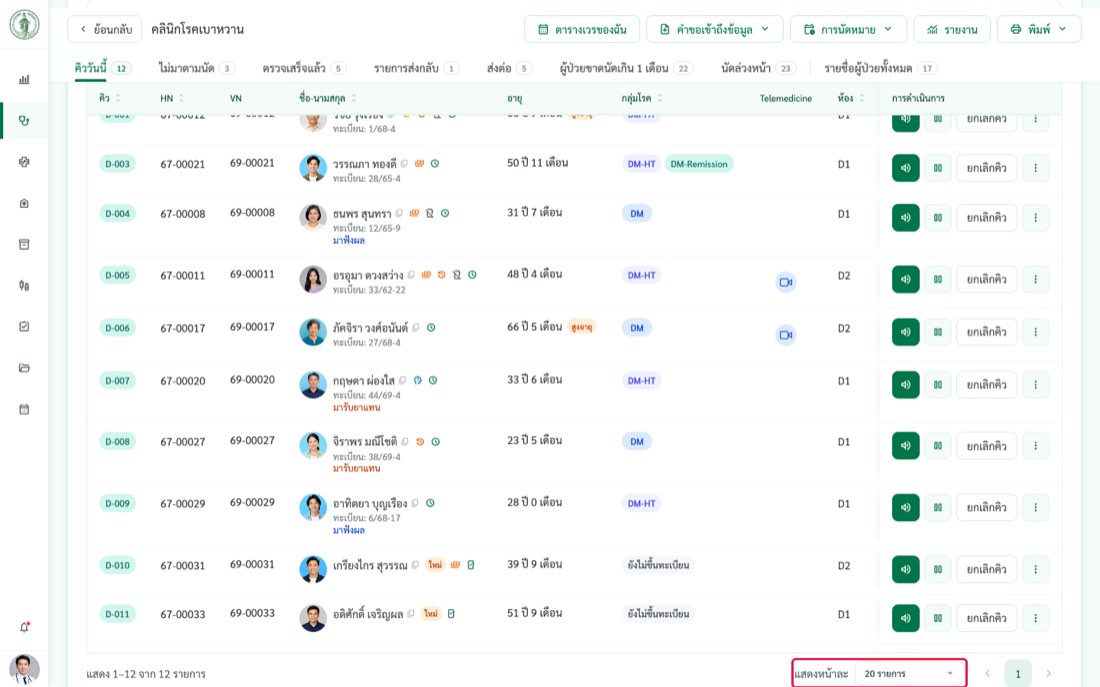 ย้อนกลับ
คลินิกโรคเบาหวาน
ตารางเวรของฉัน
คำขอเข้าถึงข้อมูล
การนัดหมาย
รายงาน
พิมพ์
คิววันนี้ 12
ไม่มาตามนัด 3
ตรวจเสร็จแล้ว 5
รายการส่งกลับ 1
ส่งต่อ 5
ผู้ป่วยขาดนัดเกิน 1 เดือน 22
นัดล่วงหน้า 23
รายชื่อผู้ป่วยทั้งหมด 17
คิว HN VN ชื่อ-นามสกุล อายุ กลุ่มโรค Telemedicine ห้อง การดำเนินการ
ทะเบียน: 1/68-4
D1 ยกเลิกคิว
D-003 67-00021 69-00021 วรรณภา ทองดี 50 ปี 11 เดือน DM-HT DM-Remission D1 ยกเลิกคิว
ทะเบียน: 28/65-4
D-004 67-00008 69-00008 ธนพร สุนทรา 31 ปี 7 เดือน DM D1 ยกเลิกคิว
ทะเบียน: 12/65-9
มาฟังผล
D-005 67-00011 69-00011 อรอุมา ดวงสว่าง 48 ปี 4 เดือน DM-HT D2 ยกเลิกคิว
ทะเบียน: 33/62-22
D-006 67-00017 69-00017 ภัคจิรา วงศ์อนันต์ 66 ปี 5 เดือน สูงอายุ DM D2 ยกเลิกคิว
ทะเบียน: 27/68-4
D-007 67-00020 69-00020 กฤษดา ผ่องใส 33 ปี 6 เดือน DM-HT D1 ยกเลิกคิว
ทะเบียน: 44/69-4
มารับยาแทน
D-008 67-00027 69-00027 จิราพร มณีโชติ 23 ปี 5 เดือน DM D1 ยกเลิกคิว
ทะเบียน: 38/69-4
มารับยาแทน
D-009 67-00029 69-00029 อาทิตยา บุญเรือง 28 ปี 0 เดือน DM-HT D1 ยกเลิกคิว
ทะเบียน: 6/68-17
มาฟังผล
D-010 67-00031 69-00031 เกรียงไกร สุวรรณ ใหม่ 39 ปี 9 เดือน ยังไม่ขึ้นทะเบียน D2 ยกเลิกคิว
D-011 67-00033 69-00033 อดิศักดิ์ เจริญผล ใหม่ 51 ปี 9 เดือน ยังไม่ขึ้นทะเบียน D1 ยกเลิกคิว
แสดง 1–12 จาก 12 รายการ
แสดงหน้าละ 20 รายการ
1